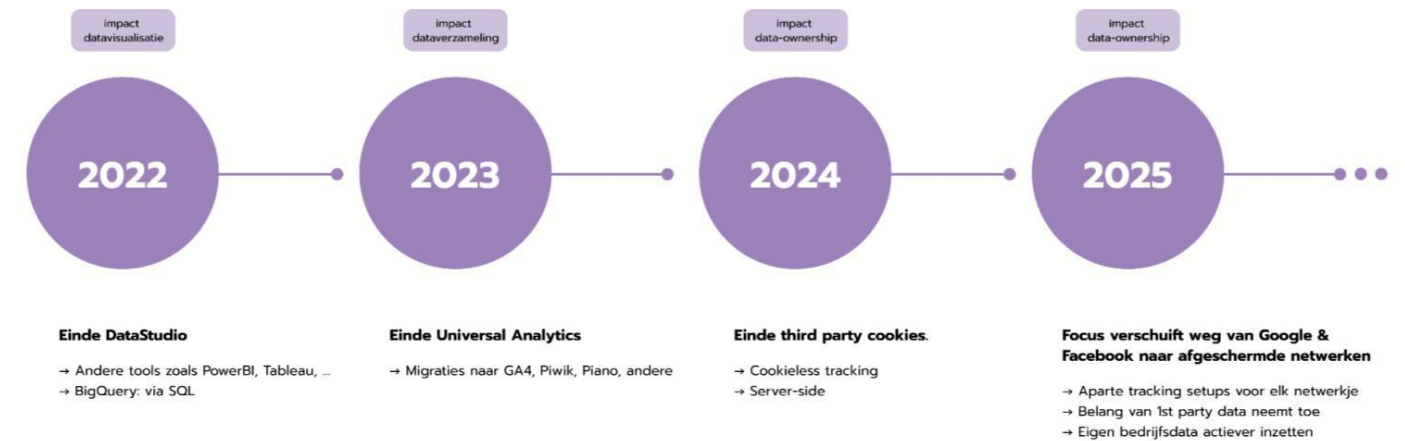 impact
datavisualisatie
impact
dataverzameling
impact
data-ownership
impact
data-ownership
2022
2023
2024
2025
Einde DataStudio
→ Andere tools zoals PowerBI, Tableau, ...
→ BigQuery: via SQL
Einde Universal Analytics
→ Migraties naar GA4, Piwik, Piano, andere
Einde third party cookies.
→ Cookieless tracking
→ Server-side
Focus verschuift weg van Google &
Facebook naar afgeschermde netwerken
→ Aparte tracking setups voor elk netwerkje
→ Belang van 1st party data neemt toe
→ Eigen bedrijfsdata actiever inzetten